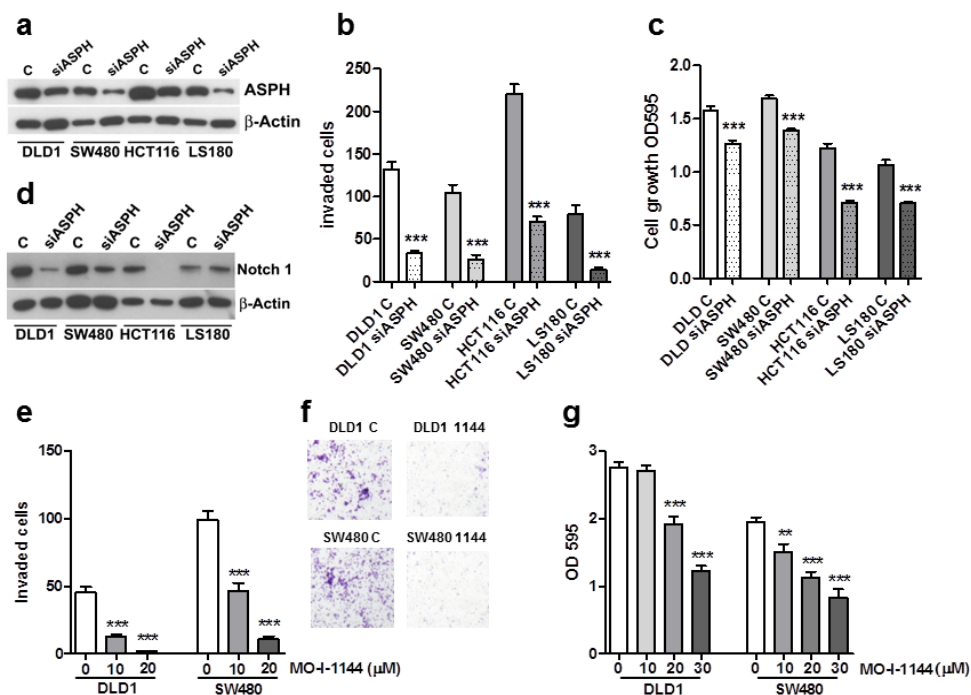 a
C siASPH C siASPH C siASPH C siASPH
ASPH
β-Actin
DLD1 SW480 HCT116 LS180
b
invaded cells
250
200
150
100
50
0
*** *** *** ***
DLD1 C
DLD1 siASPH
SW480 C
SW480 siASPH
HCT116 C
HCT116 siASPH
LS180 C
LS180 siASPH
c
Cell growth OD595
2.0
1.5
1.0
0.5
0.0
*** *** *** ***
DLD C
DLD siASPH
SW480 C
SW480 siASPH
HCT116 C
HCT116 siASPH
LS180 C
LS180 siASPH
d
C siASPH C siASPH C siASPH C siASPH
Notch 1
β-Actin
DLD1 SW480 HCT116 LS180
e
Invaded cells
150
100
50
0
*** *** *** ***
0 10 20 0 10 20 MO-I-1144 (µM)
DLD1 SW480
f
DLD1 C DLD1 1144
SW480 C SW480 1144
g
OD 595
3
2
1
0
*** *** ** *** ***
0 10 20 30 0 10 20 30
MO-I-1144 (µM)
DLD1 SW480